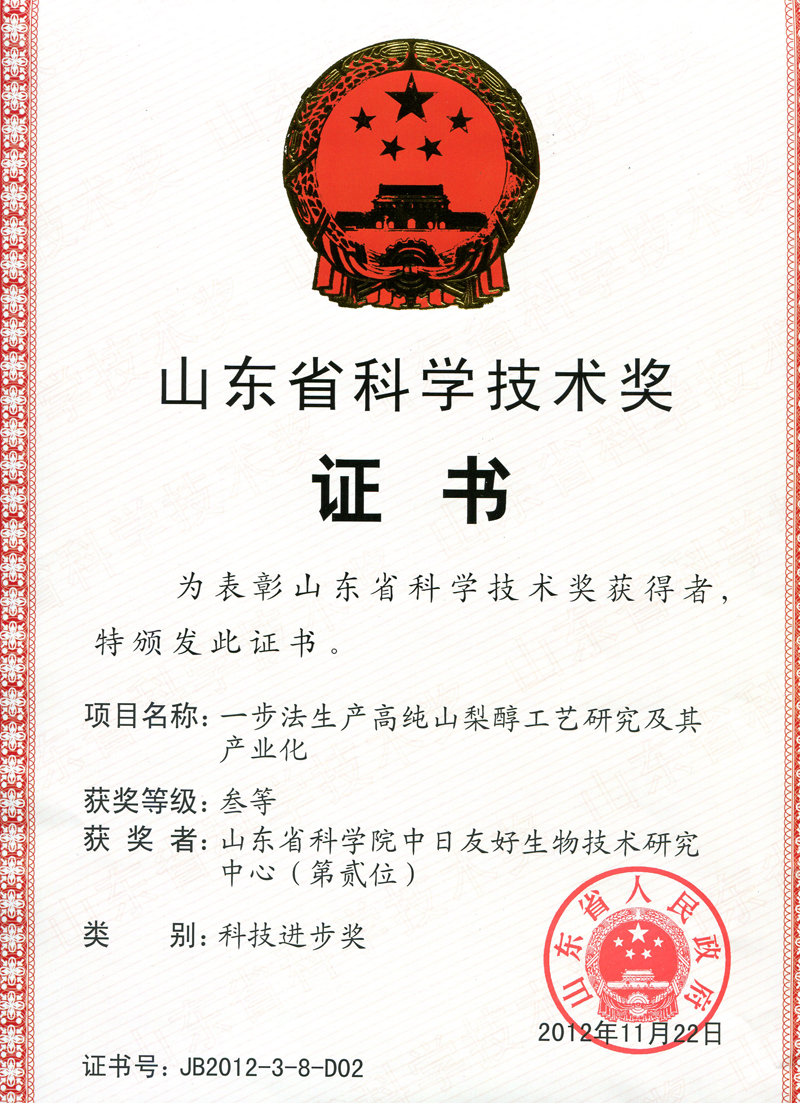 山东省科学技术奖
证书
为表彰山东省科学技术奖获得者，
特颁发此证书。
项目名称：一步法生产高纯山梨醇工艺研究及其
产业化
获奖等级：叁等
获奖者：山东省科学院中日友好生物技术研究
中心（第贰位）
类别：科技进步奖
山东省人民政府
2012年11月22日
证书号：JB2012-3-8-D02